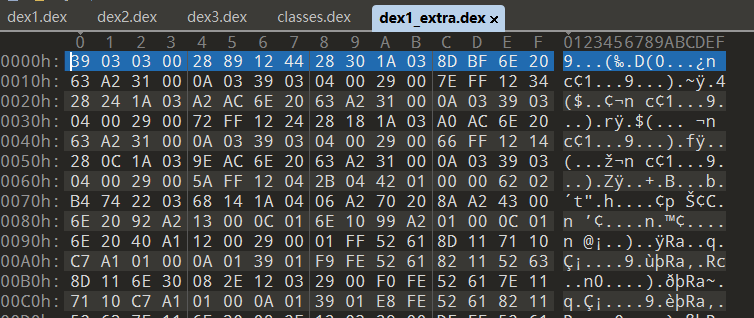 dex1.dex dex2.dex dex3.dex classes.dex dex1_extra.dex ×
0 1 2 3 4 5 6 7 8 9 A B C D E F 0123456789ABCDEF
0000h: 39 03 03 00 28 89 12 44 28 30 1A 03 8D BF 6E 20 9...(‰.D(0...¿n
0010h: 63 A2 31 00 0A 03 39 03 04 00 29 00 7E FF 12 34 c¢1...9...).~ÿ.4
0020h: 28 24 1A 03 A2 AC 6E 20 63 A2 31 00 0A 03 39 03 ($..¢¬n c¢1...9.
0030h: 04 00 29 00 72 FF 12 24 28 18 1A 03 A0 AC 6E 20 ..).rÿ.$(... ¬n
0040h: 63 A2 31 00 0A 03 39 03 04 00 29 00 66 FF 12 14 c¢1...9...).fÿ..
0050h: 28 0C 1A 03 9E AC 6E 20 63 A2 31 00 0A 03 39 03 (...ž¬n c¢1...9.
0060h: 04 00 29 00 5A FF 12 04 2B 04 42 01 00 00 62 02 ..).Zÿ..+.B...b.
0070h: B4 74 22 03 68 14 1A 04 06 A2 70 20 8A A2 43 00 ´t".h....¢p Š¢C.
0080h: 6E 20 92 A2 13 00 0C 01 6E 10 99 A2 01 00 0C 01 n ’¢....n.™¢....
0090h: 6E 20 40 A1 12 00 29 00 01 FF 52 61 8D 11 71 10 n @¡..)..ÿRa..q.
00A0h: C7 A1 01 00 0A 01 39 01 F9 FE 52 61 82 11 52 63 Ç¡....9.ùþRa‚.Rc
00B0h: 8D 11 6E 30 08 2E 12 03 29 00 F0 FE 52 61 7E 11 ..n0....).ðþRa~.
00C0h: 71 10 C7 A1 01 00 0A 01 39 01 E8 FE 52 61 82 11 q.Ç¡....9.èþRa‚.